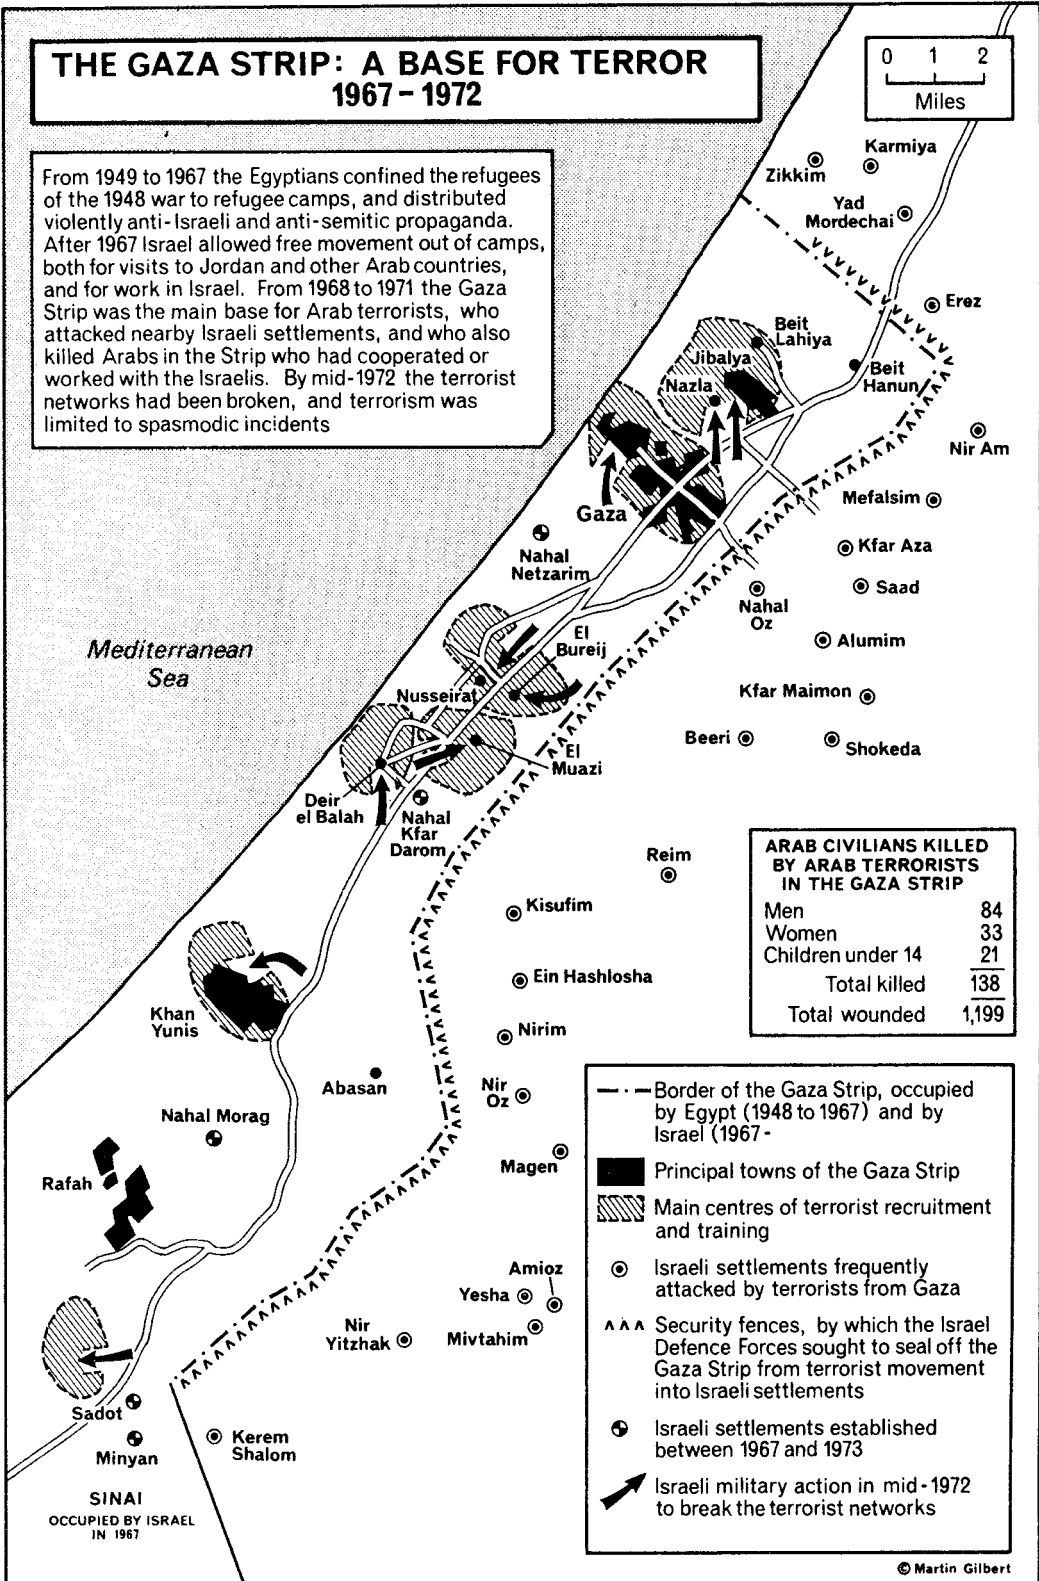 THE GAZA STRIP: A BASE FOR TERROR
1967 - 1972
0 1 2
Miles
From 1949 to 1967 the Egyptians confined the refugees
of the 1948 war to refugee camps, and distributed
violently anti-Israeli and anti-semitic propaganda.
After 1967 Israel allowed free movement out of camps,
both for visits to Jordan and other Arab countries,
and for work in Israel. From 1968 to 1971 the Gaza
Strip was the main base for Arab terrorists, who
attacked nearby Israeli settlements, and who also
killed Arabs in the Strip who had cooperated or
worked with the Israelis. By mid-1972 the terrorist
networks had been broken, and terrorism was
limited to spasmodic incidents
Karmiya
Zikkim
Yad
Mordechai
Erez
Beit
Lahiya
Jibalya
Nazla
Beit
Hanun
Nir Am
Mefalsim
Gaza
Kfar Aza
Nahal
Netzarim
Saad
Nahal
Oz
Alumim
Mediterranean
Sea
El
Bureij
Nusseirat
Kfar Maimon
Beeri
Shokeda
El
Muazi
Deir
el Balah
Nahal
Kfar
Darom
Reim
ARAB CIVILIANS KILLED
BY ARAB TERRORISTS
IN THE GAZA STRIP
Men 84
Women 33
Children under 14 21
Total killed 138
Total wounded 1,199
Kisufim
Ein Hashlosha
Khan
Yunis
Nirim
Abasan
Nir
Oz
Nahal Morag
Magen
Rafah
Amioz
Yesha
Nir
Yitzhak
Mivtahim
Sadot
Minyan
Kerem
Shalom
SINAI
OCCUPIED BY ISRAEL
IN 1967
Border of the Gaza Strip, occupied
by Egypt (1948 to 1967) and by
Israel (1967 -
Principal towns of the Gaza Strip
Main centres of terrorist recruitment
and training
Israeli settlements frequently
attacked by terrorists from Gaza
Security fences, by which the Israel
Defence Forces sought to seal off the
Gaza Strip from terrorist movement
into Israeli settlements
Israeli settlements established
between 1967 and 1973
Israeli military action in mid-1972
to break the terrorist networks
© Martin Gilbert